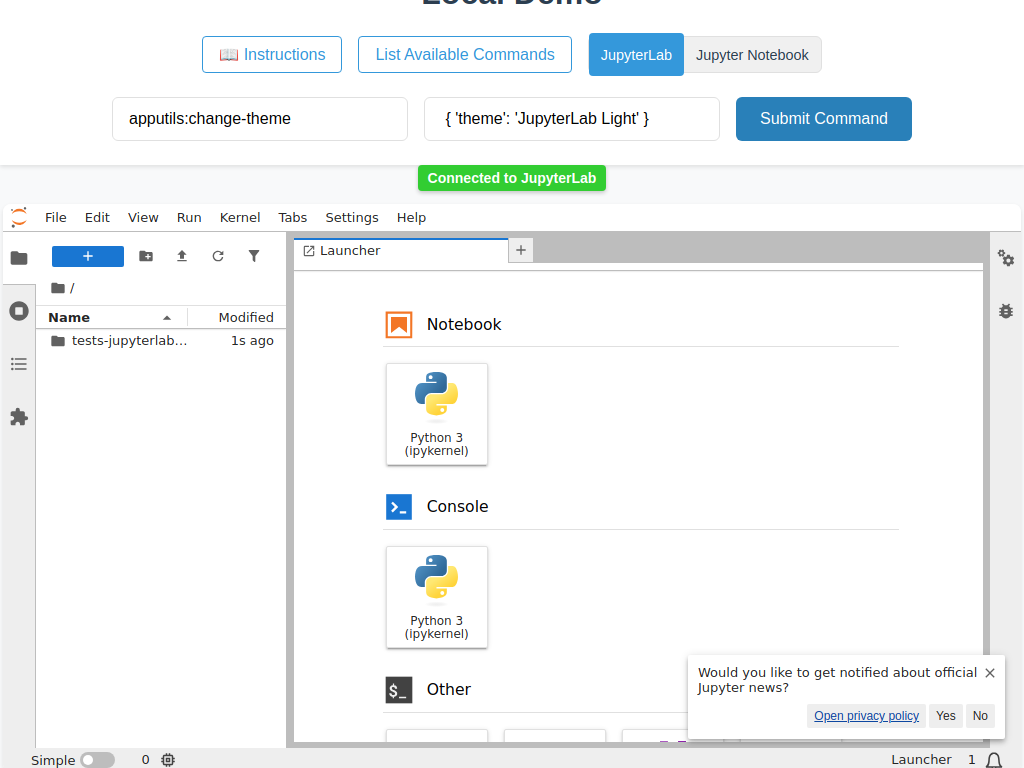 Local Demo
📖 Instructions
List Available Commands
JupyterLab
Jupyter Notebook
apputils:change-theme
{ 'theme': 'JupyterLab Light' }
Submit Command
Connected to JupyterLab
File Edit View Run Kernel Tabs Settings Help
+
Launcher
+
/
Name
Modified
tests-jupyterlab…
1s ago
Notebook
Python 3
(ipykernel)
Console
Python 3
(ipykernel)
$_ Other
Would you like to get notified about official
Jupyter news?
Open privacy policy
Yes
No
Simple
0
Launcher
1